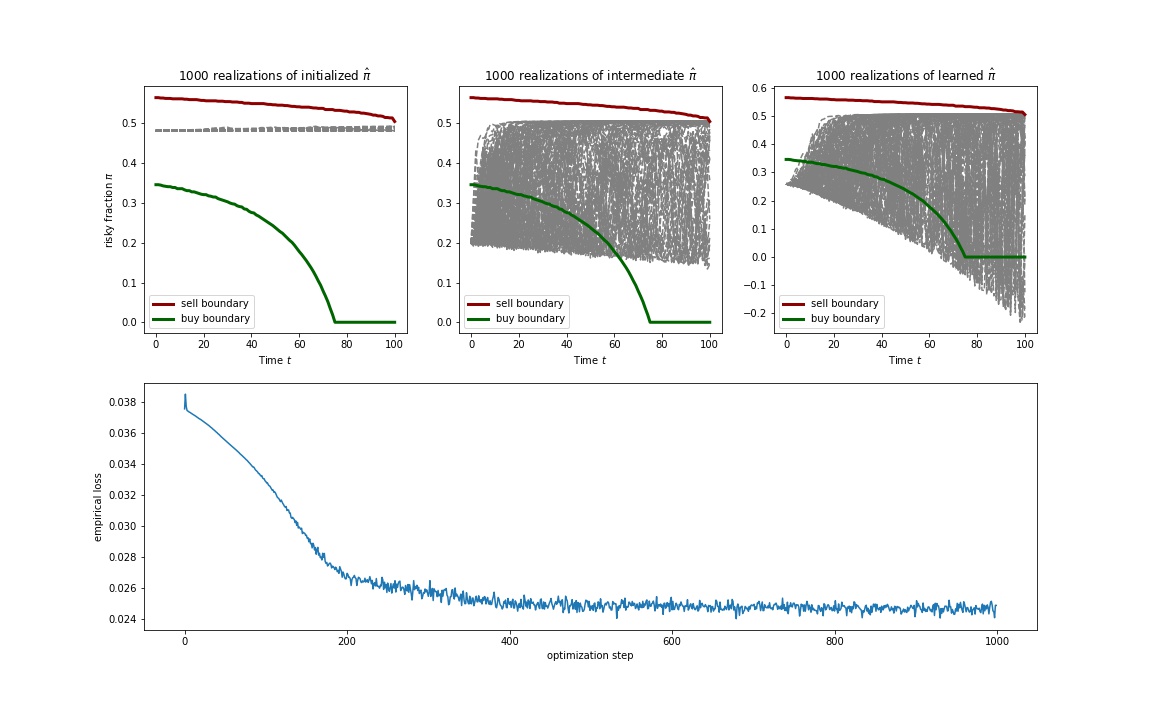 1000 realizations of initialized π̂
1000 realizations of intermediate π̂
1000 realizations of learned π̂
risky fraction π
0.5
0.4
0.3
0.2
0.1
0.0
sell boundary
buy boundary
0 20 40 60 80 100
Time t
0.5
0.4
0.3
0.2
0.1
0.0
sell boundary
buy boundary
0 20 40 60 80 100
Time t
0.6
0.5
0.4
0.3
0.2
0.1
0.0
−0.1
−0.2
sell boundary
buy boundary
0 20 40 60 80 100
Time t
empirical loss
0.038
0.036
0.034
0.032
0.030
0.028
0.026
0.024
0 200 400 600 800 1000
optimization step